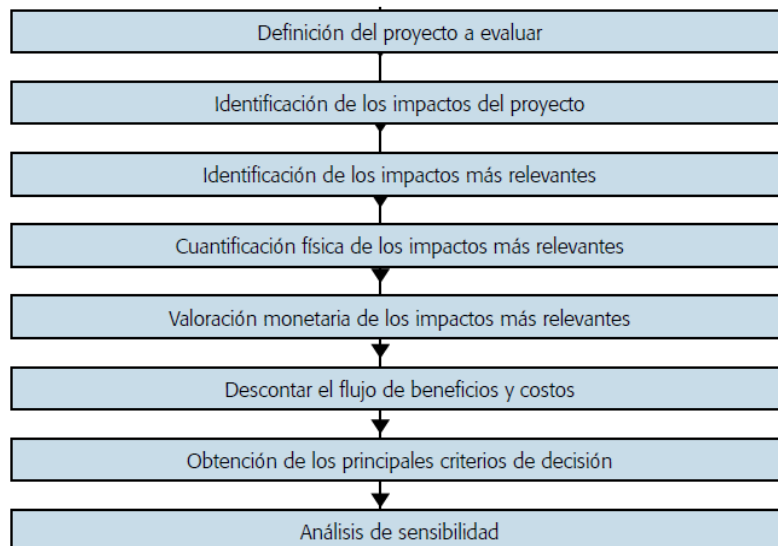 Definición del proyecto a evaluar
Identificación de los impactos del proyecto
Identificación de los impactos más relevantes
Cuantificación física de los impactos más relevantes
Valoración monetaria de los impactos más relevantes
Descontar el flujo de beneficios y costos
Obtención de los principales criterios de decisión
Análisis de sensibilidad